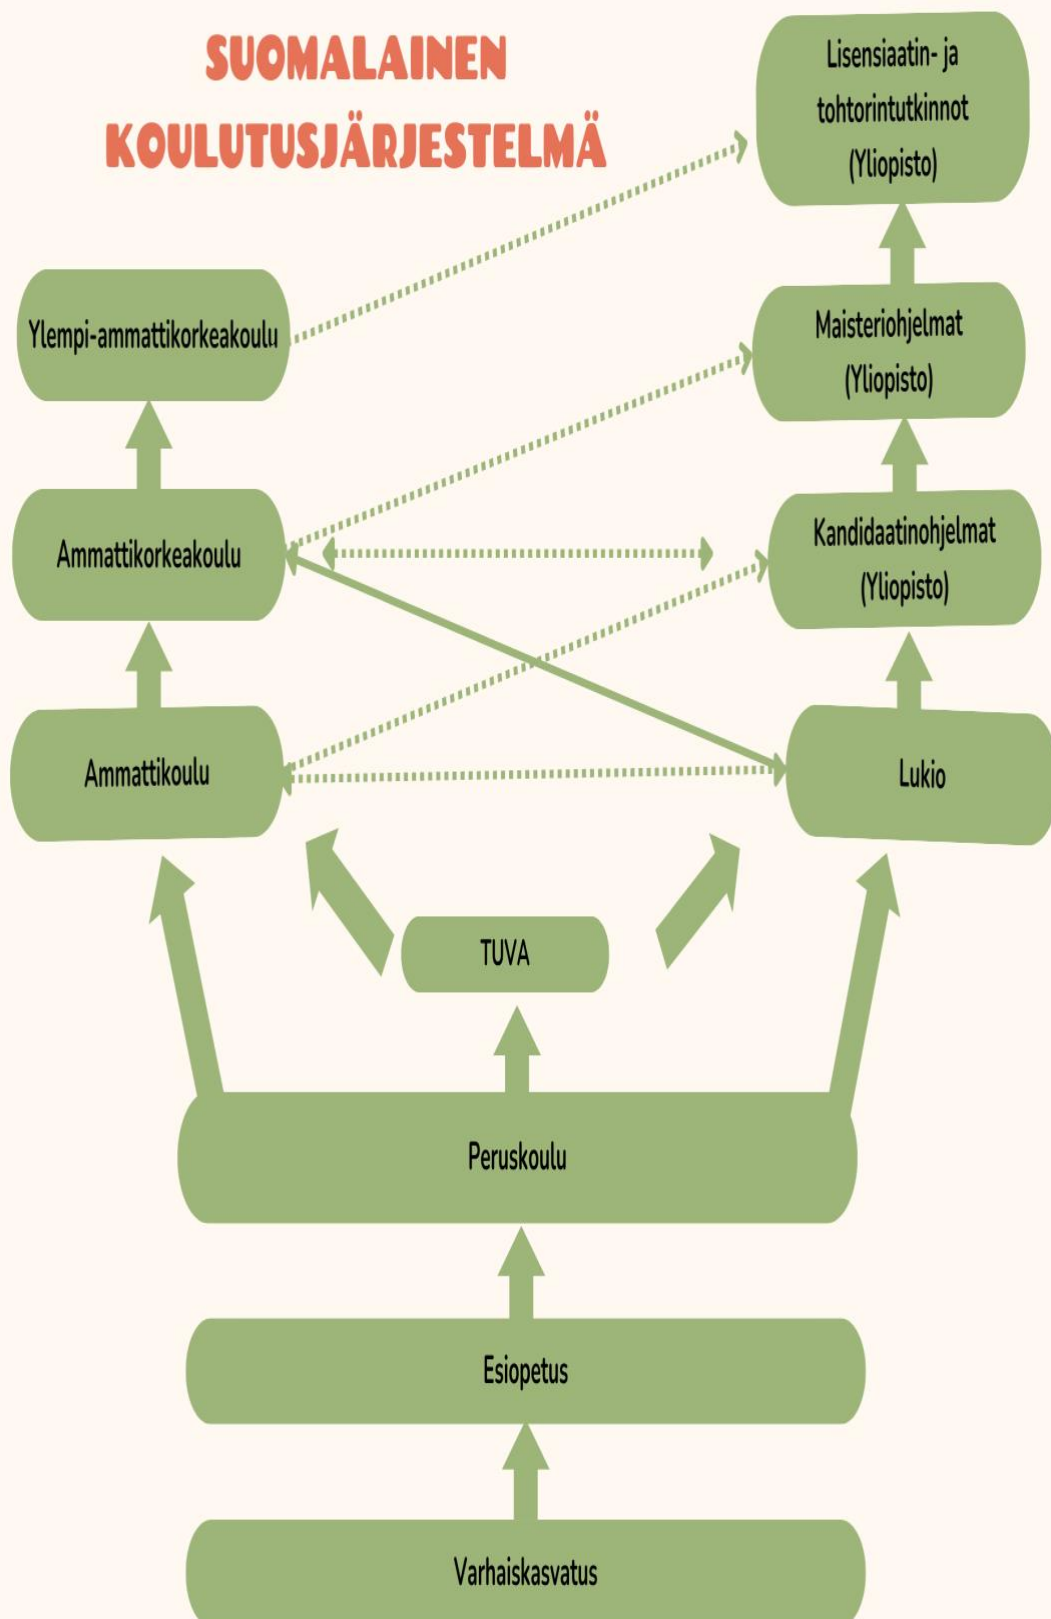 SUOMALAINEN
KOULUTUSJÄRJESTELMÄ
Lisensiaatin- ja
tohtorintutkinnot
(Yliopisto)
Ylempi-ammattikorkeakoulu
Maisteriohjelmat
(Yliopisto)
Ammattikorkeakoulu
Kandidaatinohjelmat
(Yliopisto)
Ammattikoulu
Lukio
TUVA
Peruskoulu
Esiopetus
Varhaiskasvatus